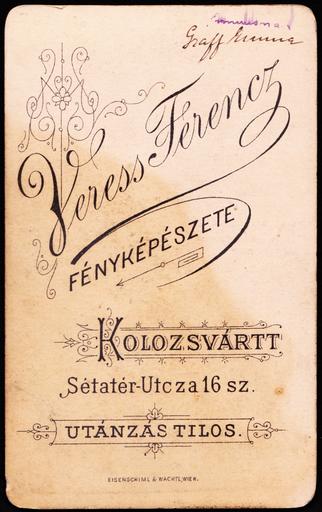 Graff Emma
Veress Ferencz
FÉNYKÉPÉSZETE
KOLOZSVÁRTT
Sétatér-Utcza 16 sz.
UTÁNZÁS TILOS.
EISENSCHIML & WACHTL, WIEN.